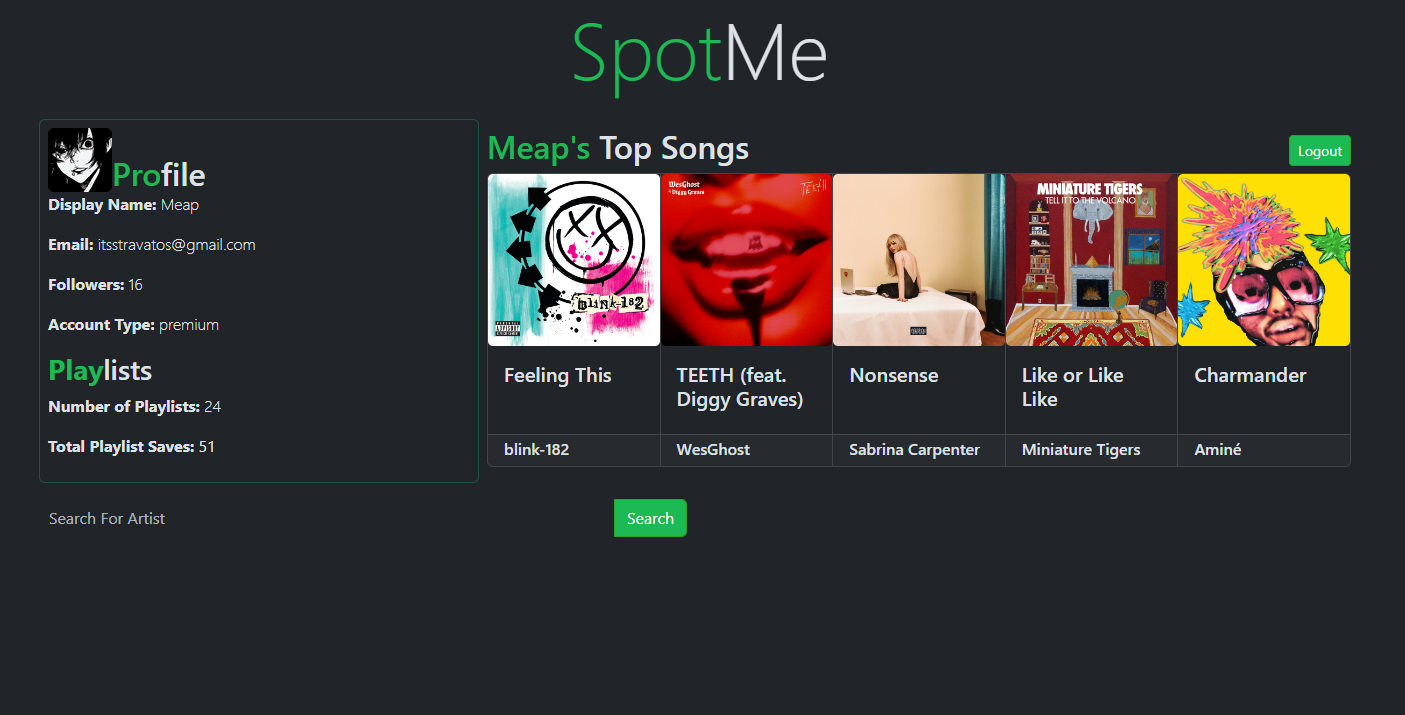 SpotMe
Profile
Display Name: Meap
Email: itsstravatos@gmail.com
Followers: 16
Account Type: premium
Playlists
Number of Playlists: 24
Total Playlist Saves: 51
Meap's Top Songs
Logout
blink-182
WesGhost
& Diggy Graves
TEETH
MINIATURE TIGERS
TELL IT TO THE VOLCANO
Feeling This
TEETH (feat.
Diggy Graves)
Nonsense
Like or Like
Like
Charmander
blink-182
WesGhost
Sabrina Carpenter
Miniature Tigers
Aminé
Search For Artist
Search